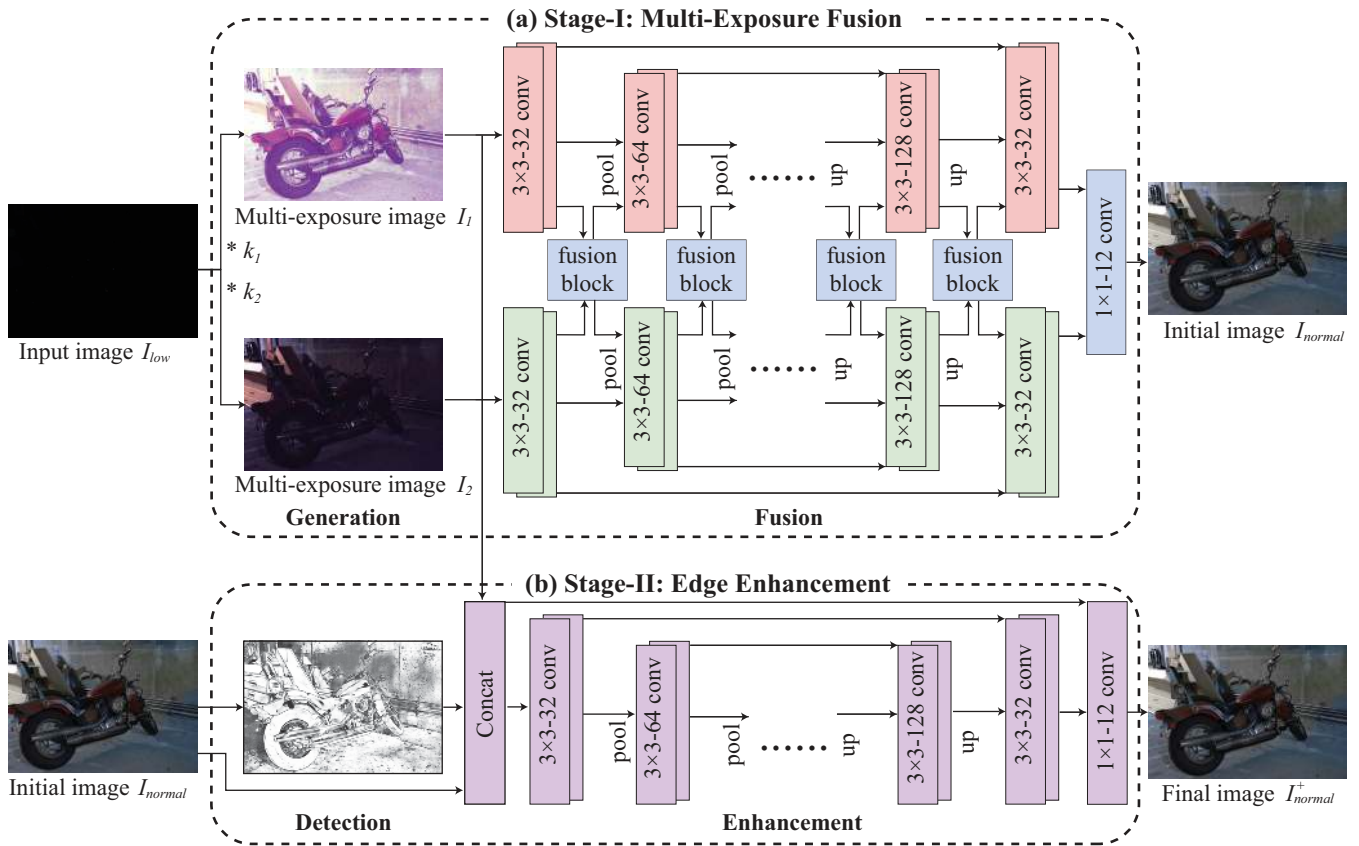 (a) Stage-I: Multi-Exposure Fusion
3×3-32 conv
3×3-64 conv
3×3-128 conv
3×3-32 conv
pool
pool
up
up
Multi-exposure image I1
* k1
* k2
Input image Ilow
fusion block
fusion block
fusion block
fusion block
1×1-12 conv
Initial image Inormal
pool
pool
up
up
3×3-32 conv
3×3-64 conv
3×3-128 conv
3×3-32 conv
Multi-exposure image I2
Generation
Fusion
(b) Stage-II: Edge Enhancement
Concat
3×3-32 conv
pool
3×3-64 conv
pool
up
3×3-128 conv
up
3×3-32 conv
1×1-12 conv
Initial image Inormal
Final image I+normal
Detection
Enhancement